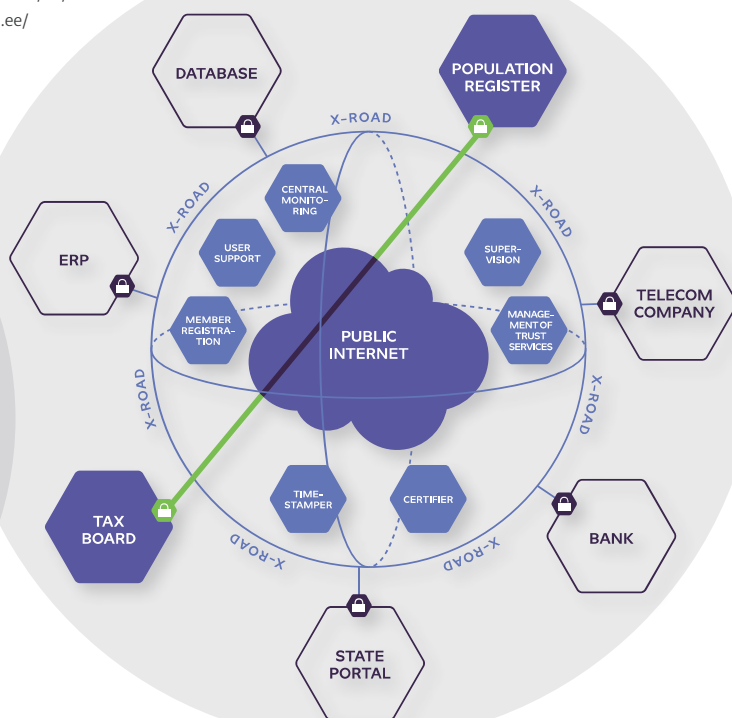 .ee/
DATABASE
POPULATION
REGISTER
X-ROAD
X-ROAD
X-ROAD
CENTRAL
MONITO-
RING
USER
SUPPORT
SUPER-
VISION
ERP
TELECOM
COMPANY
MEMBER
REGISTRA-
TION
MANAGE-
MENT OF
TRUST
SERVICES
PUBLIC
INTERNET
X-ROAD
X-ROAD
TIME-
STAMPER
CERTIFIER
TAX
BOARD
BANK
X-ROAD
X-ROAD
STATE
PORTAL